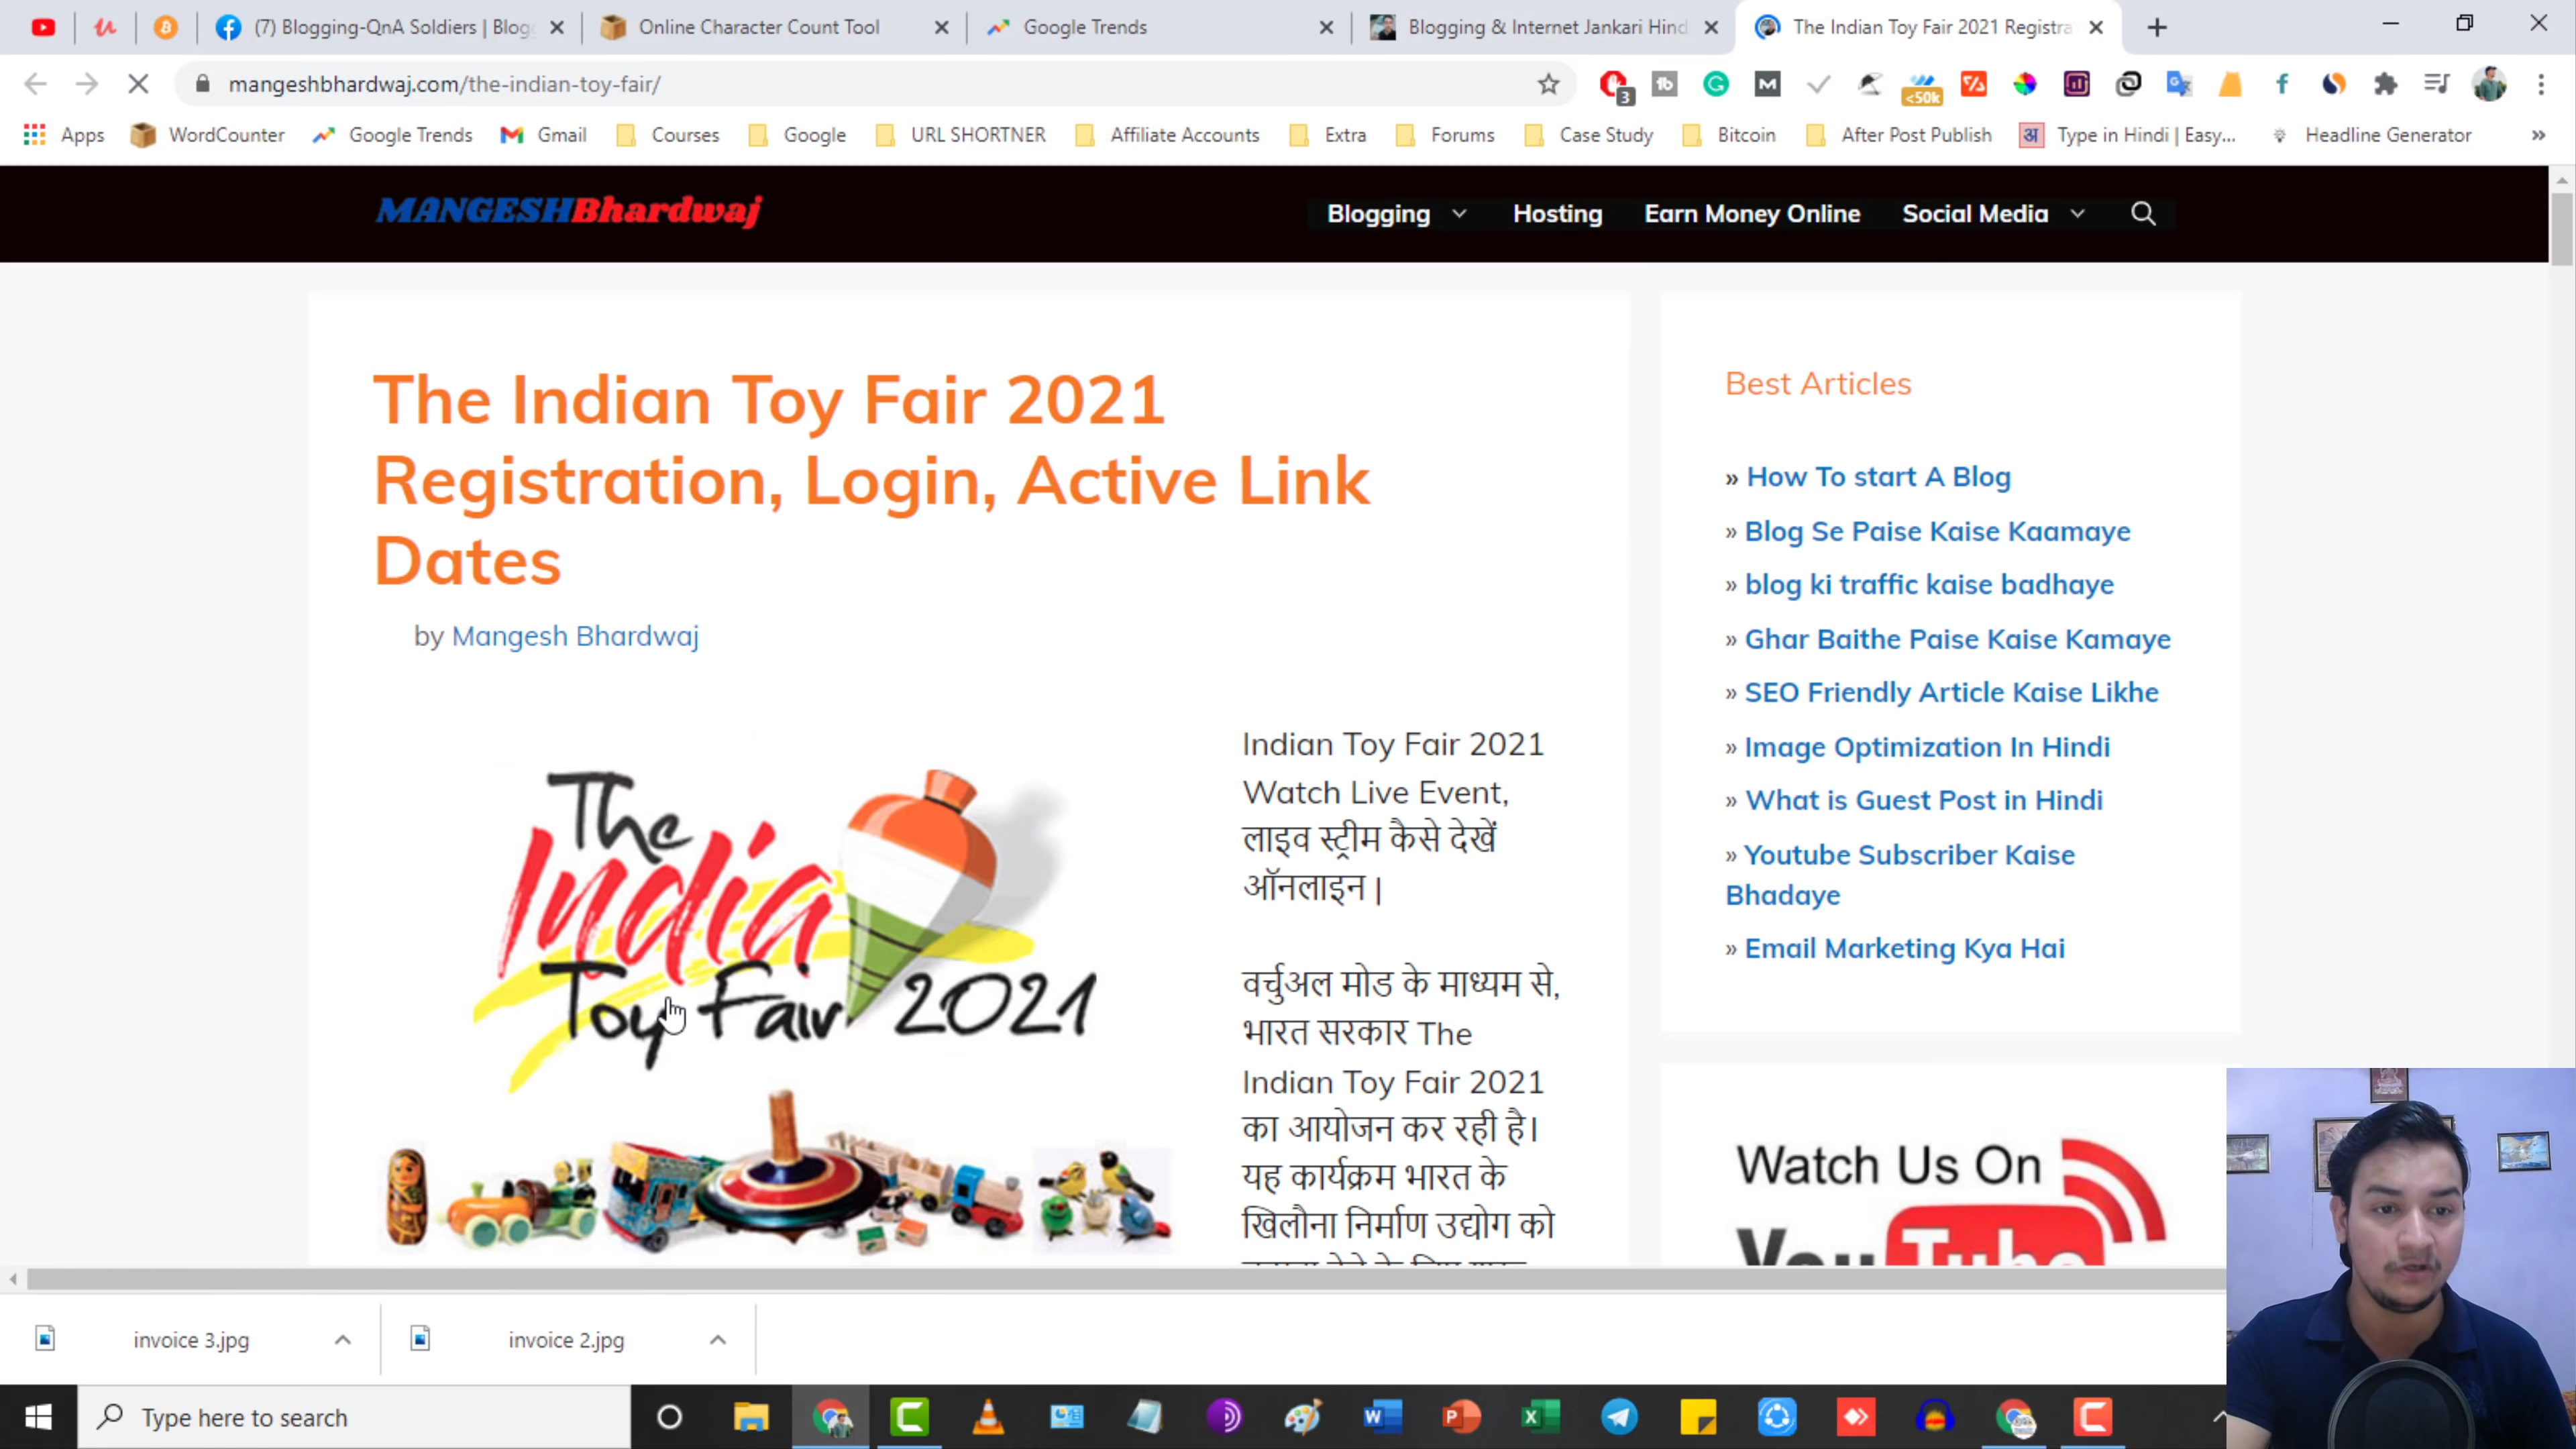 (7) Blogging-QnA Soldiers | Blog
Online Character Count Tool
Google Trends
Blogging & Internet Jankari Hind
The Indian Toy Fair 2021 Registra
mangeshbhardwaj.com/the-indian-toy-fair/
3
<50k
Apps
WordCounter
Google Trends
Gmail
Courses
Google
URL SHORTNER
Affiliate Accounts
Extra
Forums
Case Study
Bitcoin
After Post Publish
Type in Hindi | Easy...
Headline Generator
MANGESHBhardwaj
Blogging
Hosting
Earn Money Online
Social Media
The Indian Toy Fair 2021
Registration, Login, Active Link
Dates
by Mangesh Bhardwaj
The
India
Toy Fair 2021
Indian Toy Fair 2021
Watch Live Event,
लाइव स्ट्रीम कैसे देखें
ऑनलाइन |
वर्चुअल मोड के माध्यम से,
भारत सरकार The
Indian Toy Fair 2021
का आयोजन कर रही है।
यह कार्यक्रम भारत के
खिलौना निर्माण उद्योग को
Best Articles
» How To start A Blog
» Blog Se Paise Kaise Kaamaye
» blog ki traffic kaise badhaye
» Ghar Baithe Paise Kaise Kamaye
» SEO Friendly Article Kaise Likhe
» Image Optimization In Hindi
» What is Guest Post in Hindi
» Youtube Subscriber Kaise
Bhadaye
» Email Marketing Kya Hai
Watch Us On
YouTube
invoice 3.jpg
invoice 2.jpg
Type here to search